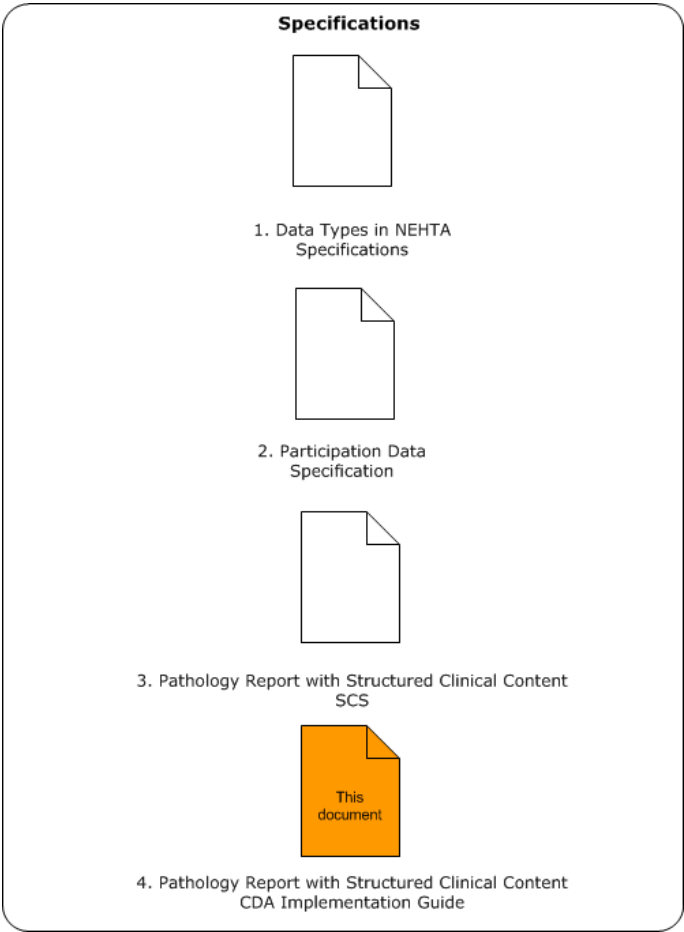 Specifications
1. Data Types in NEHTA
Specifications
2. Participation Data
Specification
3. Pathology Report with Structured Clinical Content
SCS
This
document
4. Pathology Report with Structured Clinical Content
CDA Implementation Guide